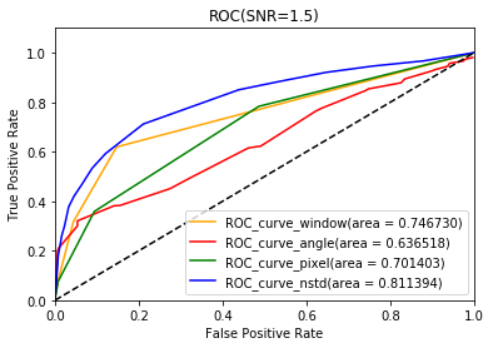 ROC(SNR=1.5)
True Positive Rate
1.0
0.8
0.6
0.4
0.2
0.0
ROC_curve_window(area = 0.746730)
ROC_curve_angle(area = 0.636518)
ROC_curve_pixel(area = 0.701403)
ROC_curve_nstd(area = 0.811394)
0.0 0.2 0.4 0.6 0.8 1.0
False Positive Rate